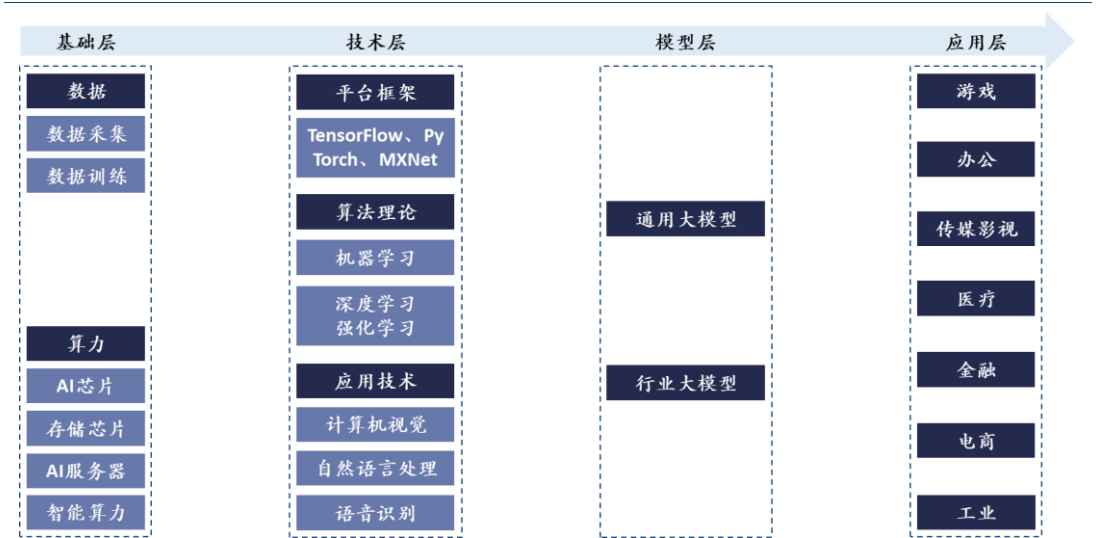 基础层
技术层
模型层
应用层
数据
数据采集
数据训练
算力
AI芯片
存储芯片
AI服务器
智能算力
平台框架
TensorFlow、Py
Torch、MXNet
算法理论
机器学习
深度学习
强化学习
应用技术
计算机视觉
自然语言处理
语音识别
通用大模型
行业大模型
游戏
办公
传媒影视
医疗
金融
电商
工业